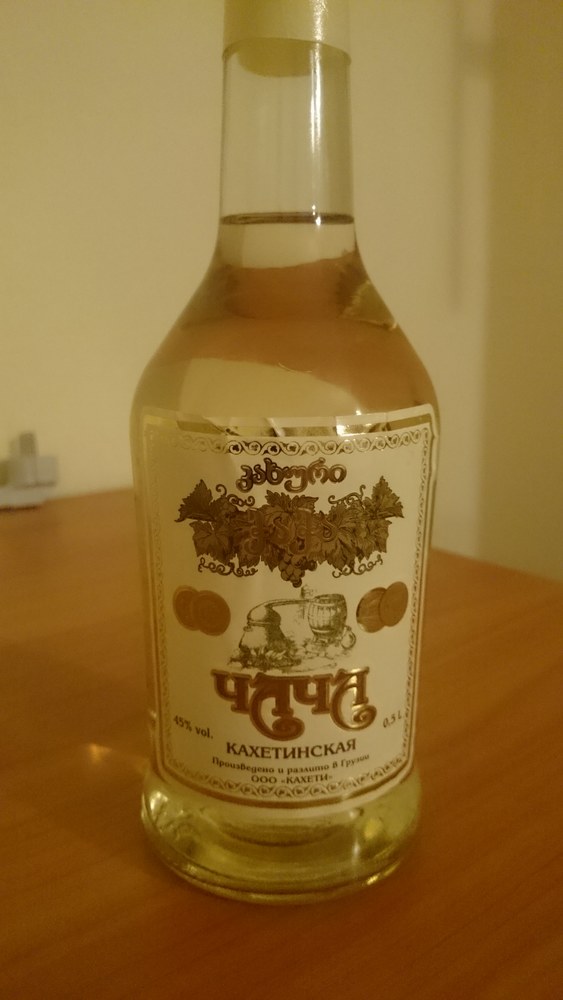 კახური
ЧАЧА
45% vol.
0,5 L
КАХЕТИНСКАЯ
Произведено и разлито в Грузии
ООО «КАХЕТИ»